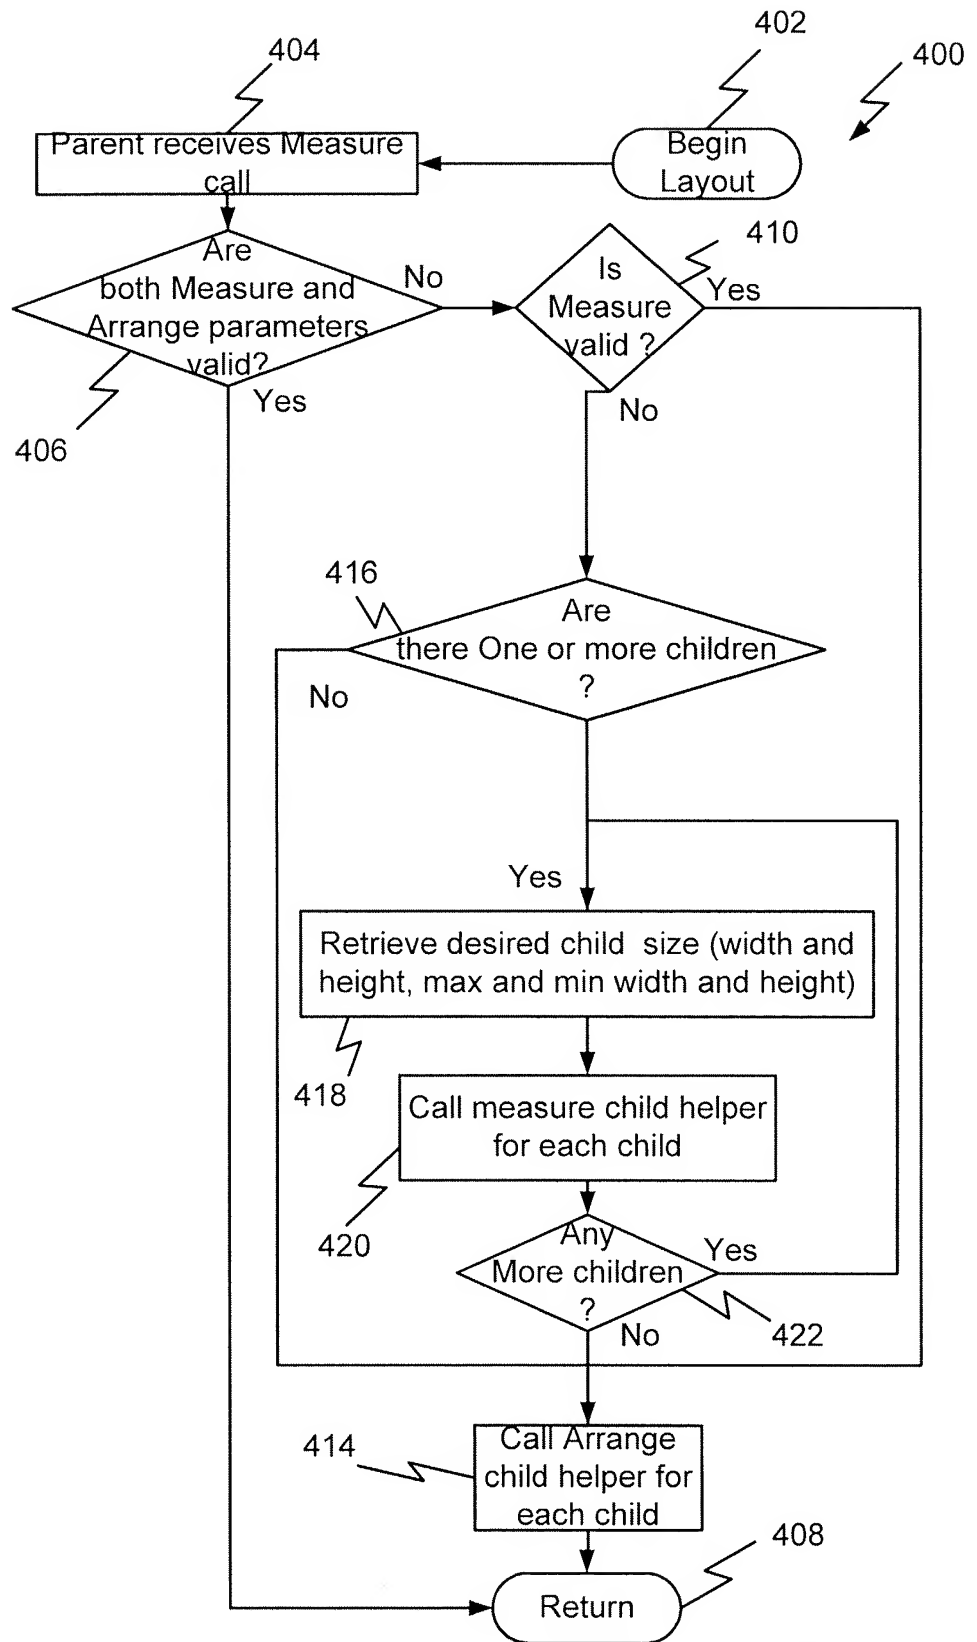 402
400
404
Begin
Layout
Parent receives Measure
call
410
Are
both Measure and
Arrange parameters
valid?
No
Is
Measure
valid ?
Yes
Yes
No
406
416
Are
there One or more children
?
No
Yes
Retrieve desired child size (width and
height, max and min width and height)
418
Call measure child helper
for each child
420
Any
More children
?
Yes
422
No
414
Call Arrange
child helper for
each child
408
Return